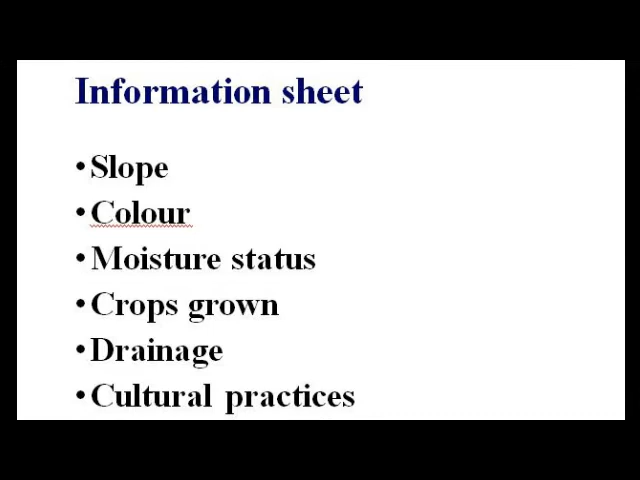 Information sheet
•Slope
•Colour
•Moisture status
•Crops grown
•Drainage
•Cultural practices